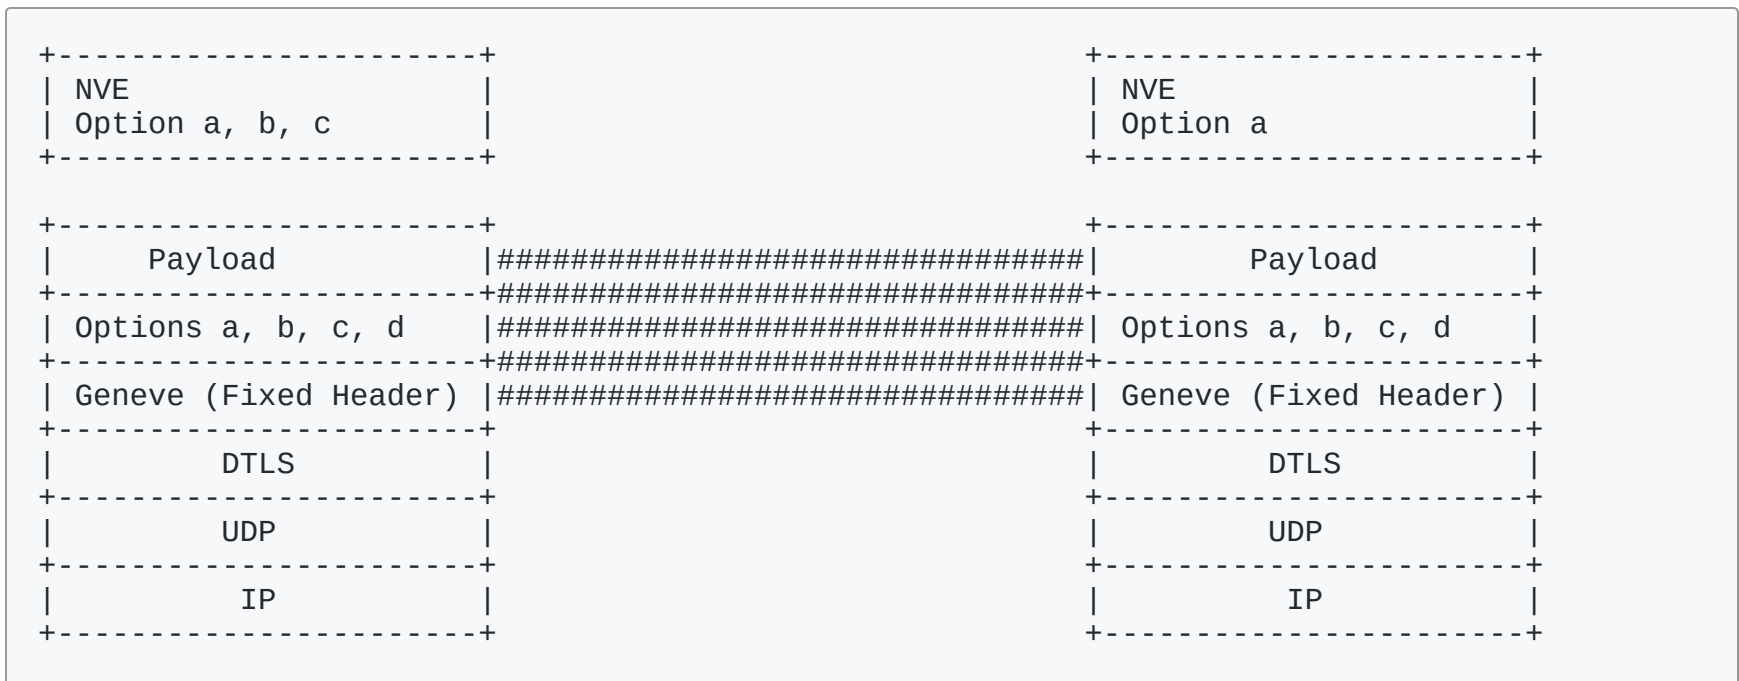 +-----------------------+                                +-----------------------+
| NVE                   |                                | NVE                   |
| Option a, b, c        |                                | Option a              |
+-----------------------+                                +-----------------------+

+-----------------------+                                +-----------------------+
|     Payload           |################################|        Payload        |
+-----------------------+################################+-----------------------+
| Options a, b, c, d    |################################| Options a, b, c, d    |
+-----------------------+################################+-----------------------+
| Geneve (Fixed Header) |################################| Geneve (Fixed Header) |
+-----------------------+                                +-----------------------+
|         DTLS          |                                |         DTLS          |
+-----------------------+                                +-----------------------+
|         UDP           |                                |         UDP           |
+-----------------------+                                +-----------------------+
|          IP           |                                |          IP           |
+-----------------------+                                +-----------------------+